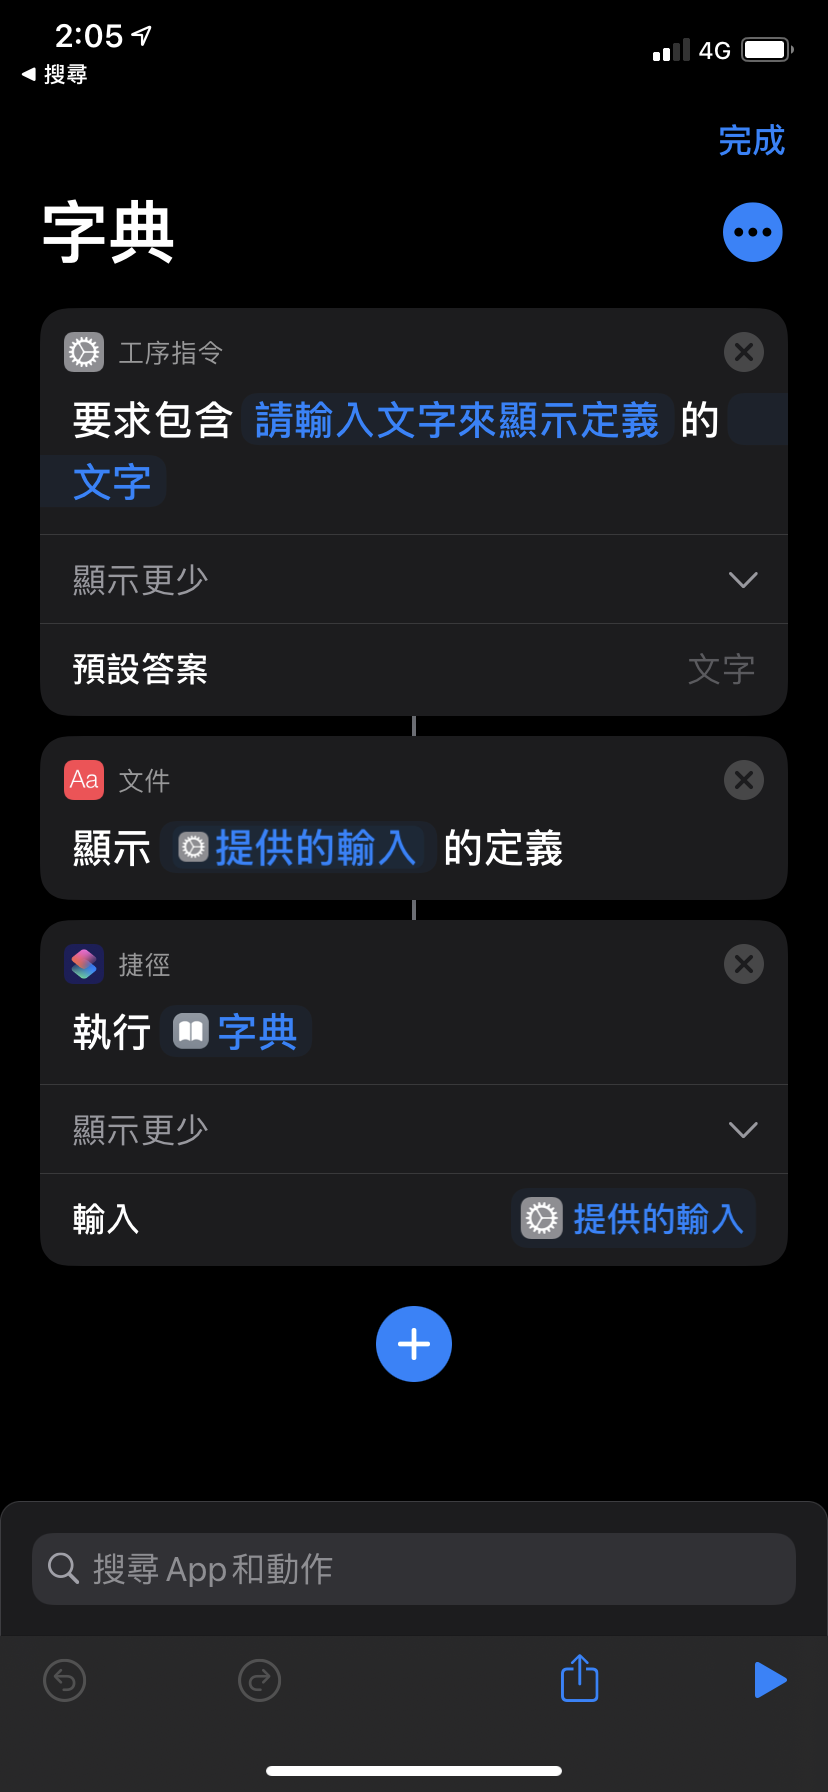 2:05
4G
搜尋
完成
字典
工序指令
要求包含 請輸入文字來顯示定義 的
文字
顯示更少
預設答案 文字
Aa 文件
顯示 提供的輸入 的定義
捷徑
執行 字典
顯示更少
輸入 提供的輸入
搜尋 App 和動作